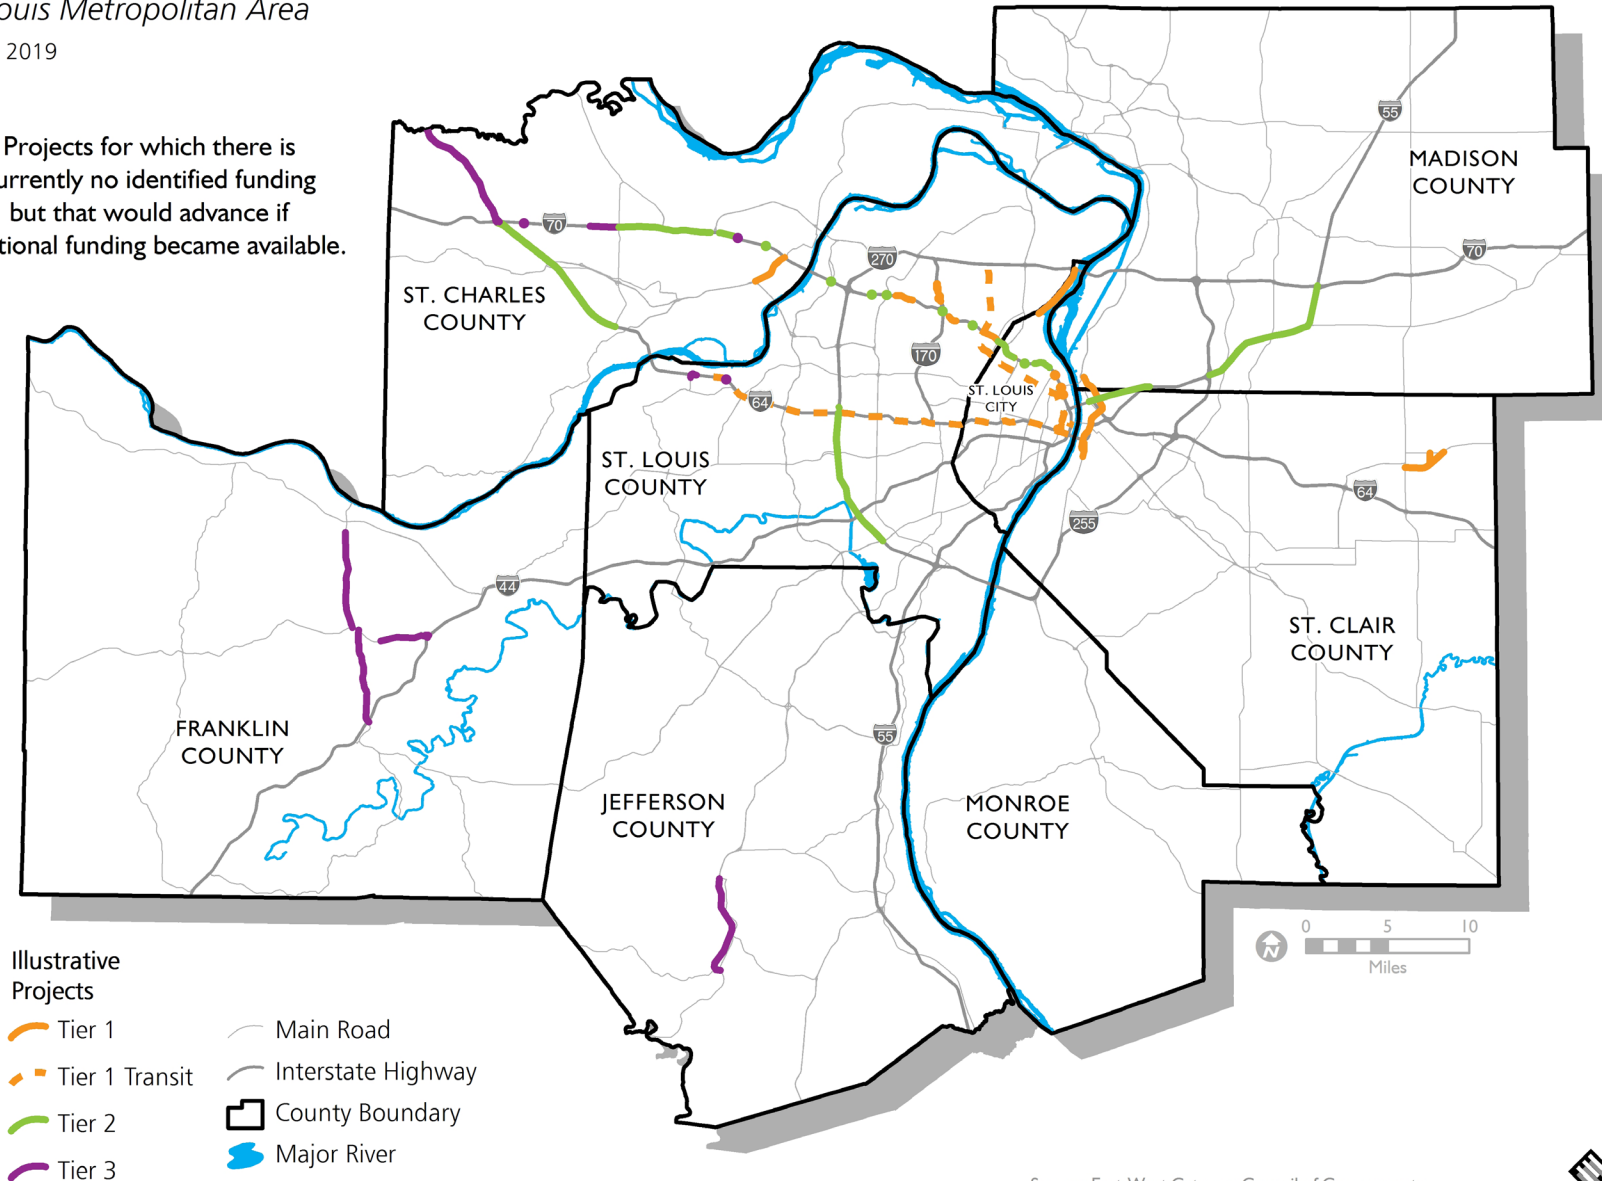 Metropolitan Area
2019
Projects for which there is
no identified funding
but that would advance if
funding became available.
55
MADISON
COUNTY
70
70
270
ST. CHARLES
COUNTY
170
ST. LOUIS
CITY
64
ST. LOUIS
COUNTY
64
255
44
ST. CLAIR
COUNTY
FRANKLIN
COUNTY
55
JEFFERSON
COUNTY
MONROE
COUNTY
0 5 10
N
Miles
Illustrative
Projects
Tier 1
Tier 1 Transit
Tier 2
Tier 3
Main Road
Interstate Highway
County Boundary
Major River